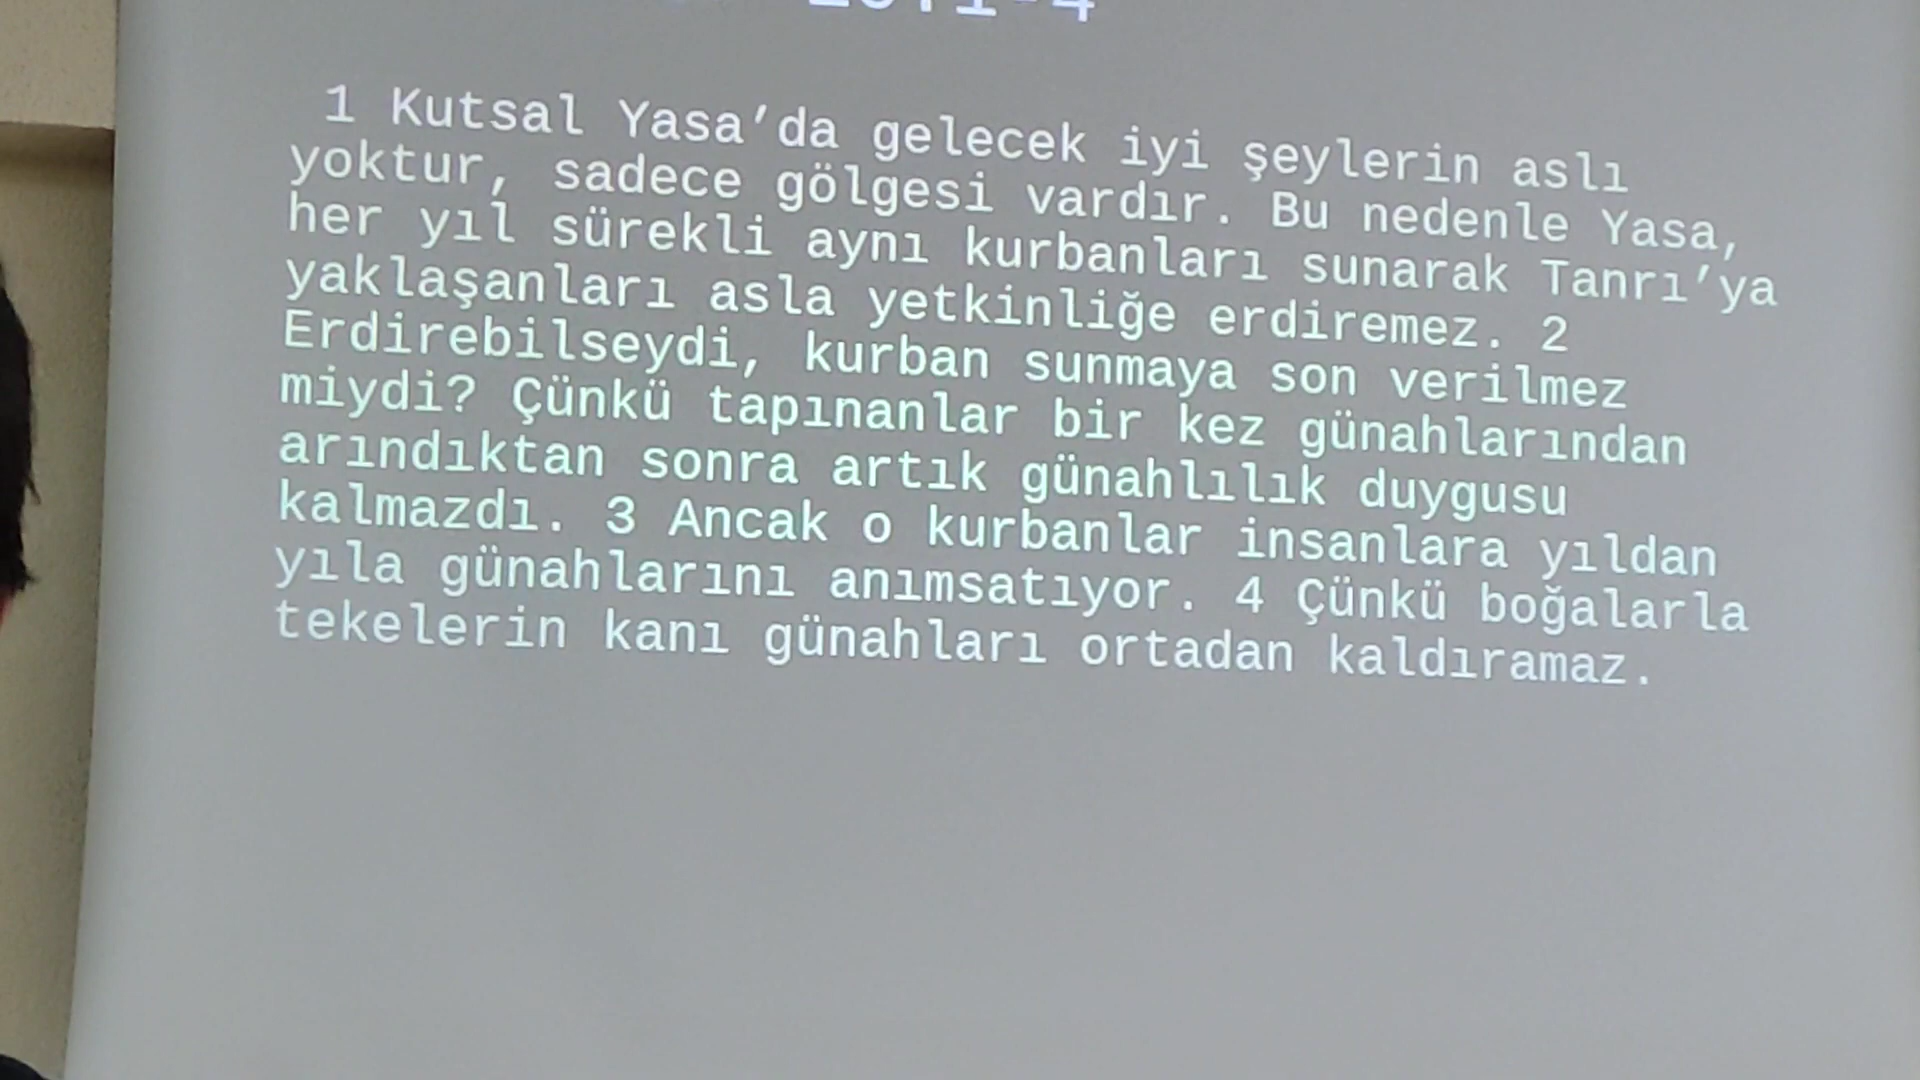 10:1-4
1 Kutsal Yasa'da gelecek iyi şeylerin aslı
yoktur, sadece gölgesi vardır. Bu nedenle Yasa,
her yıl sürekli aynı kurbanları sunarak Tanrı'ya
yaklaşanları asla yetkinliğe erdiremez. 2
Erdirebilseydi, kurban sunmaya son verilmez
miydi? Çünkü tapınanlar bir kez günahlarından
arındıktan sonra artık günahlılık duygusu
kalmazdı. 3 Ancak o kurbanlar insanlara yıldan
yıla günahlarını anımsatıyor. 4 Çünkü boğalarla
tekelerin kanı günahları ortadan kaldıramaz.